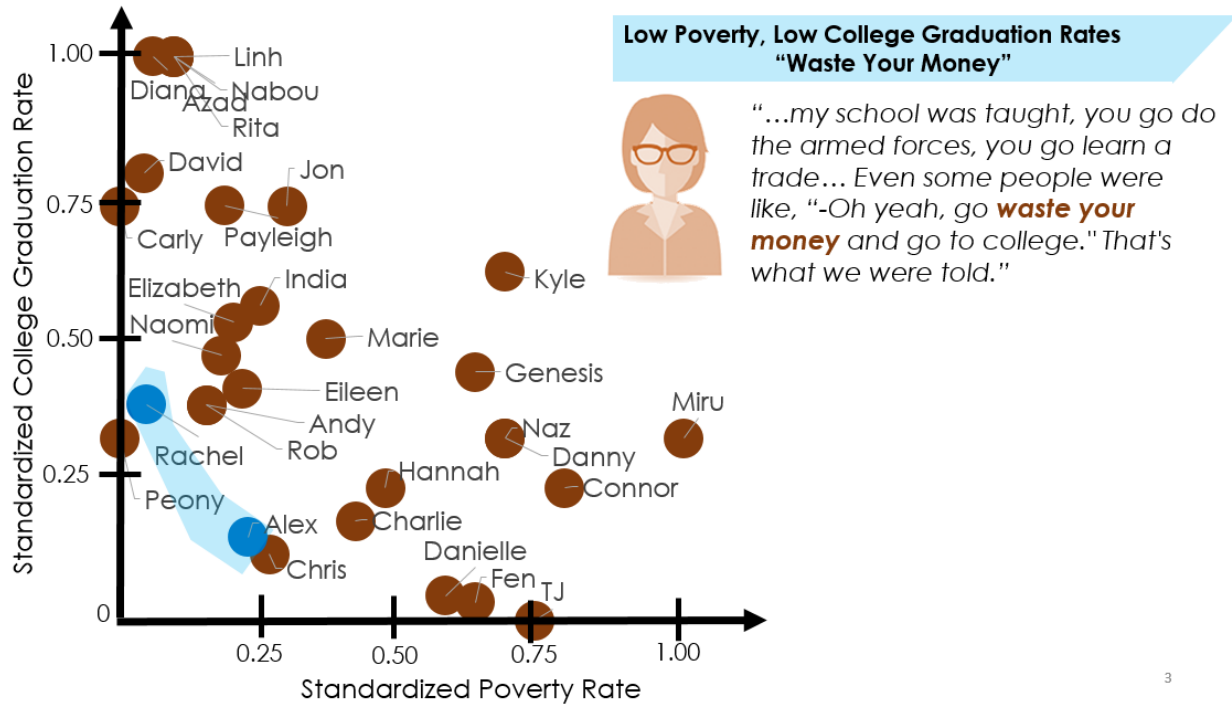 Low Poverty, Low College Graduation Rates
“Waste Your Money”
“…my school was taught, you go do
the armed forces, you go learn a
trade… Even some people were
like, “-Oh yeah, go waste your
money and go to college." That's
what we were told.”
Standardized College Graduation Rate
1.00
0.75
0.50
0.25
0
Linh
Diana
Nabou
Azad
Rita
David
Jon
Carly
Payleigh
India
Kyle
Elizabeth
Naomi
Marie
Genesis
Eileen
Miru
Andy
Naz
Rob
Rachel
Danny
Hannah
Connor
Peony
Alex
Charlie
Danielle
Chris
Fen
TJ
0.25
0.50
0.75
1.00
Standardized Poverty Rate
3